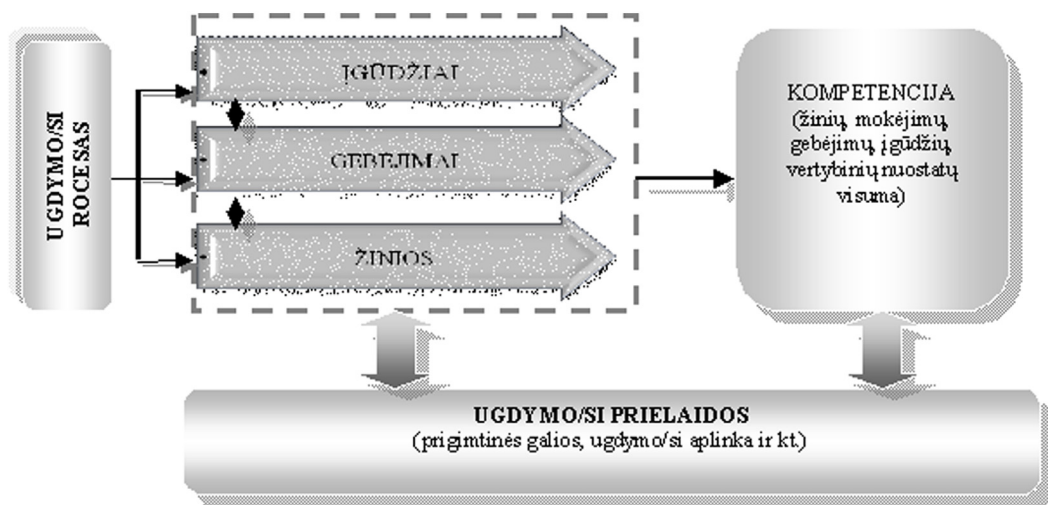 UGDYMO/SI
ROCESAS
ĮGŪDŽIAI
GEBĖJIMAI
ŽINIOS
KOMPETENCIJA
(žinių, mokėjimų,
gebėjimų, įgūdžių,
vertybinių nuostatų
visuma)
UGDYMO/SI PRIELAIDOS
(prigimtinės galios, ugdymo/si aplinka ir kt.)